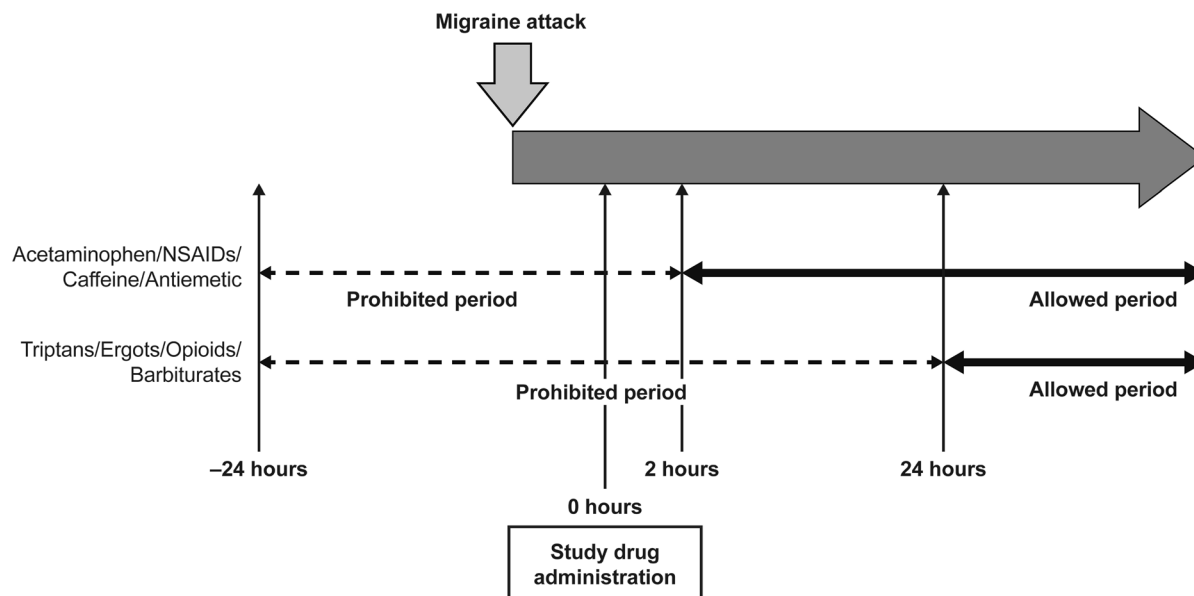 Migraine attack
Acetaminophen/NSAIDs/
Caffeine/Antiemetic
Prohibited period
Allowed period
Triptans/Ergots/Opioids/
Barbiturates
Prohibited period
Allowed period
–24 hours
2 hours
24 hours
0 hours
Study drug
administration